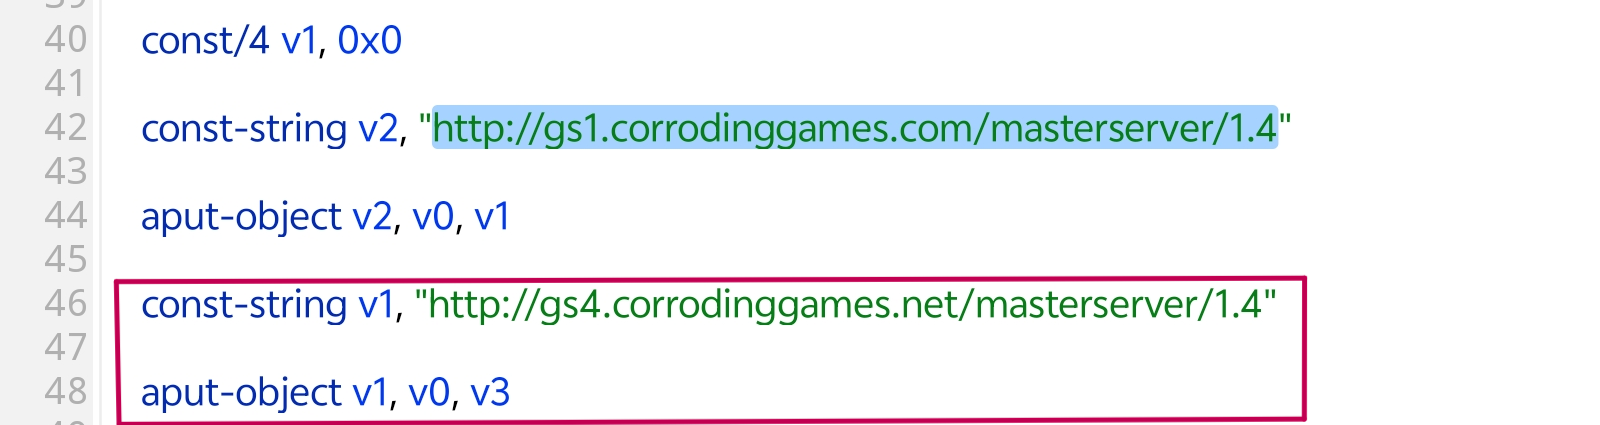 40 const/4 v1, 0x0
41
42 const-string v2, "http://gs1.corrodinggames.com/masterserver/1.4"
43
44 aput-object v2, v0, v1
45
46 const-string v1, "http://gs4.corrodinggames.net/masterserver/1.4"
47
48 aput-object v1, v0, v3